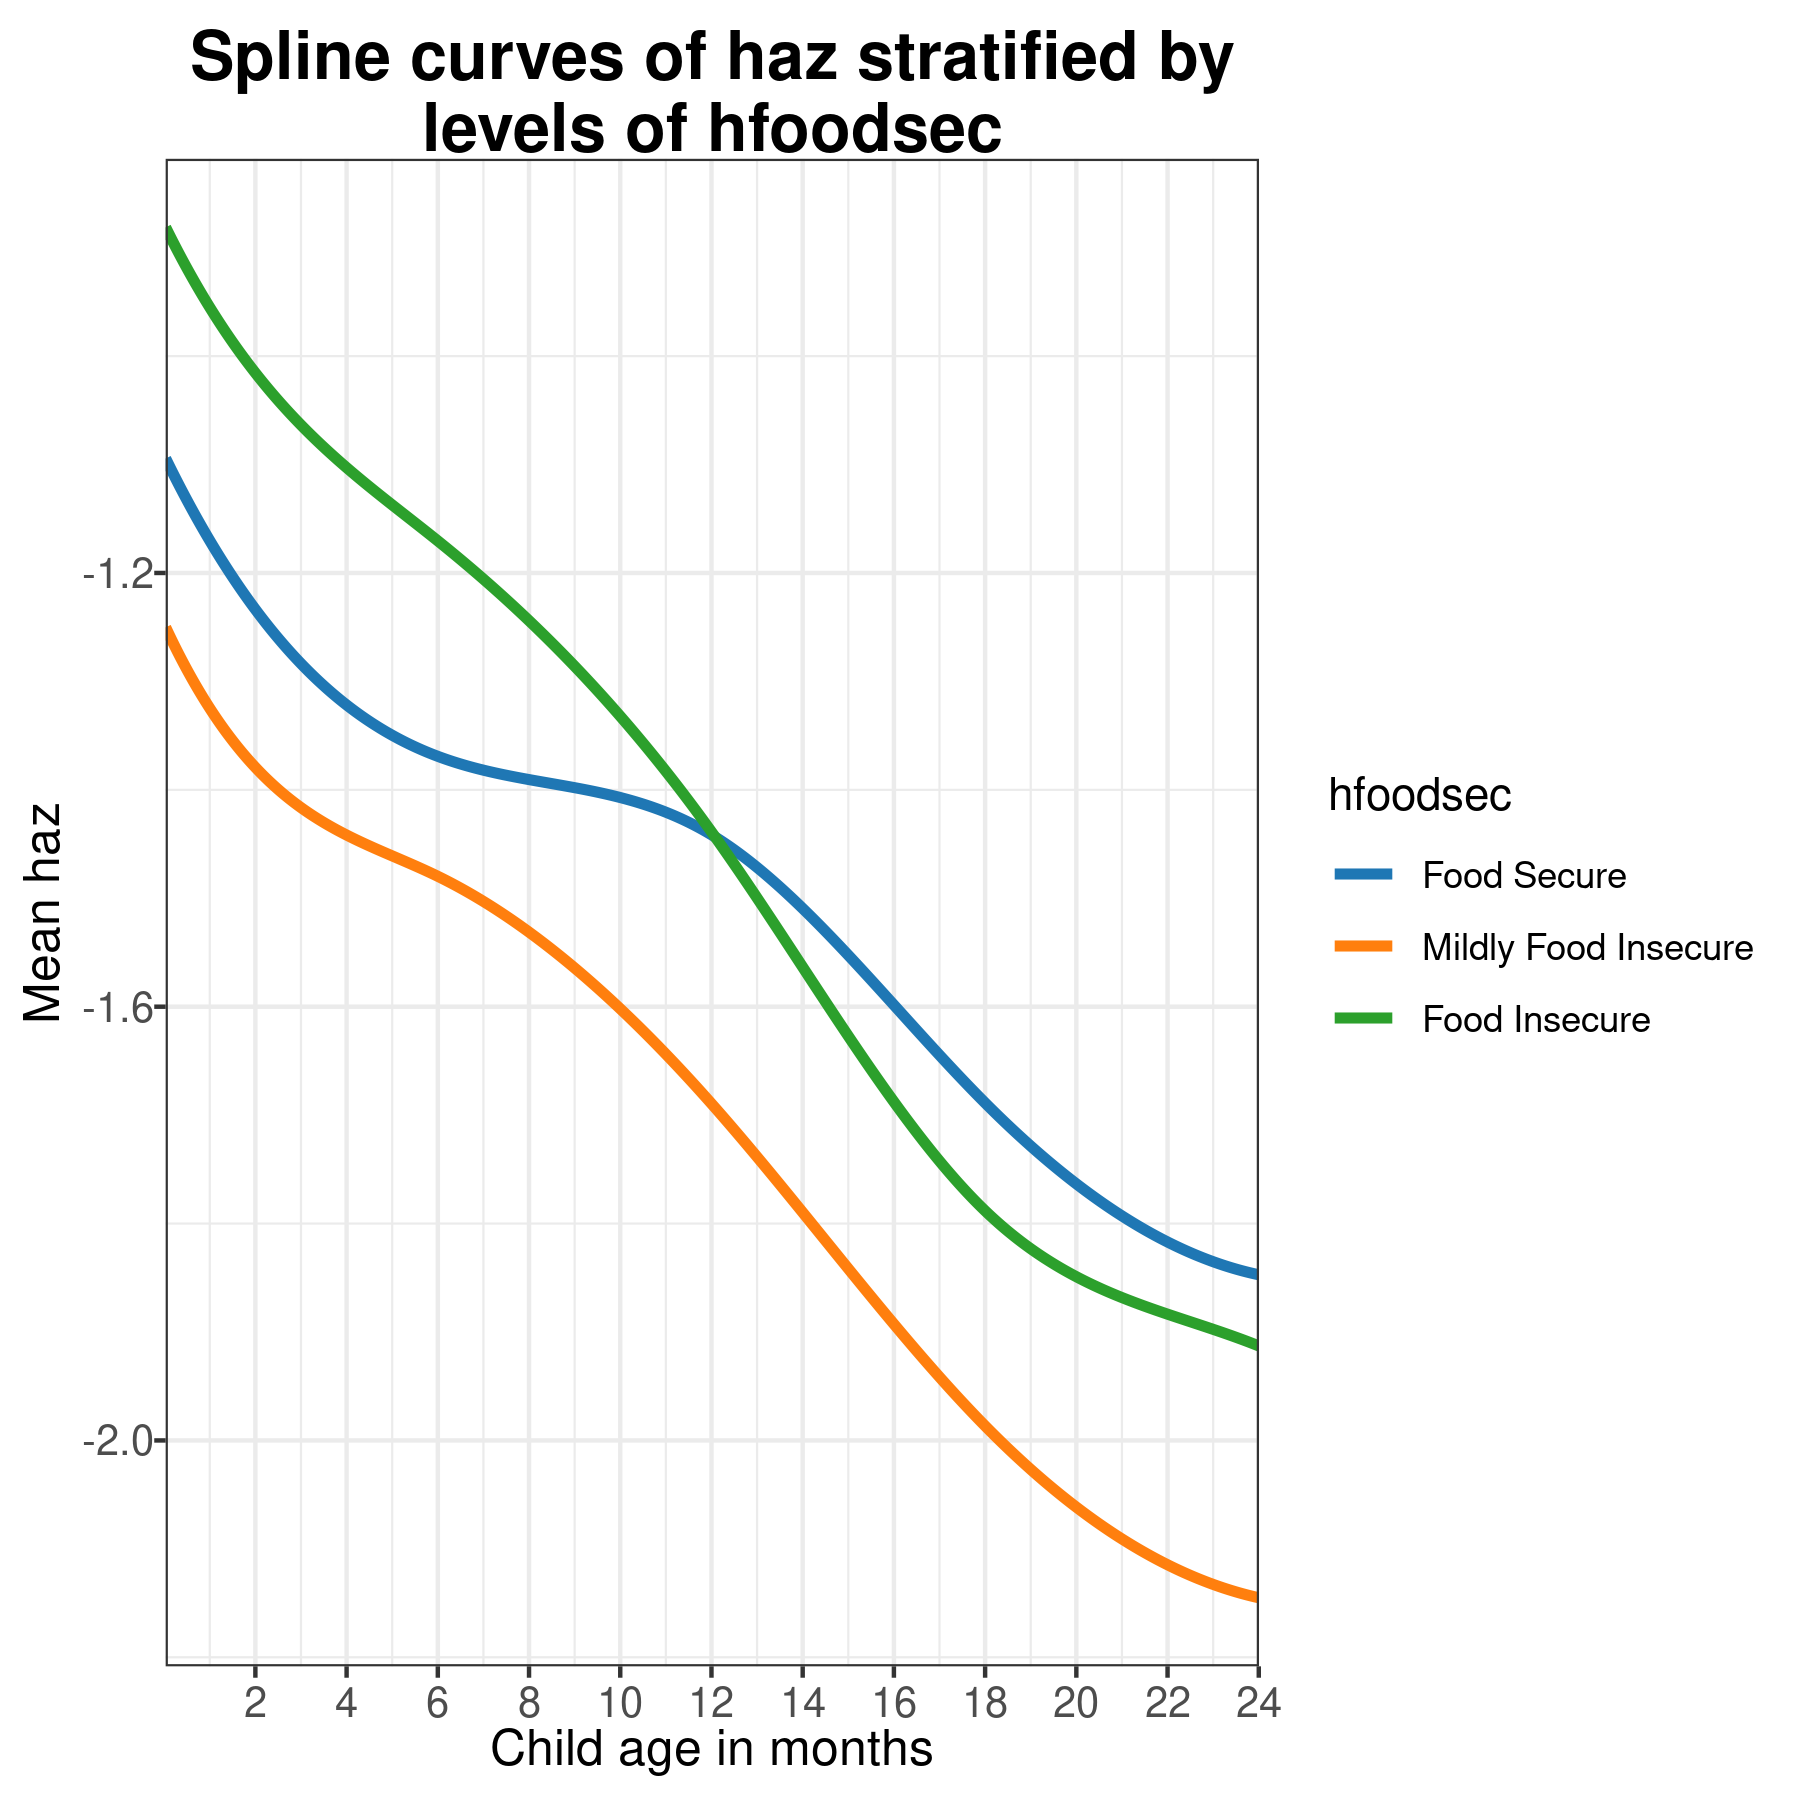 Spline curves of haz stratified by
levels of hfoodsec
Mean haz
-1.2
-1.6
-2.0
2 4 6 8 10 12 14 16 18 20 22 24
Child age in months
hfoodsec
Food Secure
Mildly Food Insecure
Food Insecure